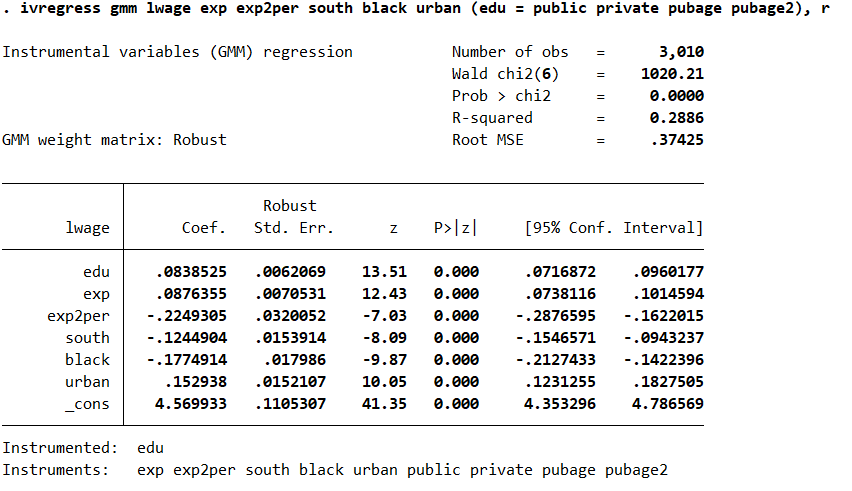 . ivregress gmm lwage exp exp2per south black urban (edu = public private pubage pubage2), r
Instrumental variables (GMM) regression Number of obs = 3,010
Wald chi2(6) = 1020.21
Prob > chi2 = 0.0000
R-squared = 0.2886
GMM weight matrix: Robust Root MSE = .37425
Robust
lwage Coef. Std. Err. z P>|z| [95% Conf. Interval]
edu .0838525 .0062069 13.51 0.000 .0716872 .0960177
exp .0876355 .0070531 12.43 0.000 .0738116 .1014594
exp2per -.2249305 .0320052 -7.03 0.000 -.2876595 -.1622015
south -.1244904 .0153914 -8.09 0.000 -.1546571 -.0943237
black -.1774914 .017986 -9.87 0.000 -.2127433 -.1422396
urban .152938 .0152107 10.05 0.000 .1231255 .1827505
_cons 4.569933 .1105307 41.35 0.000 4.353296 4.786569
Instrumented: edu
Instruments: exp exp2per south black urban public private pubage pubage2